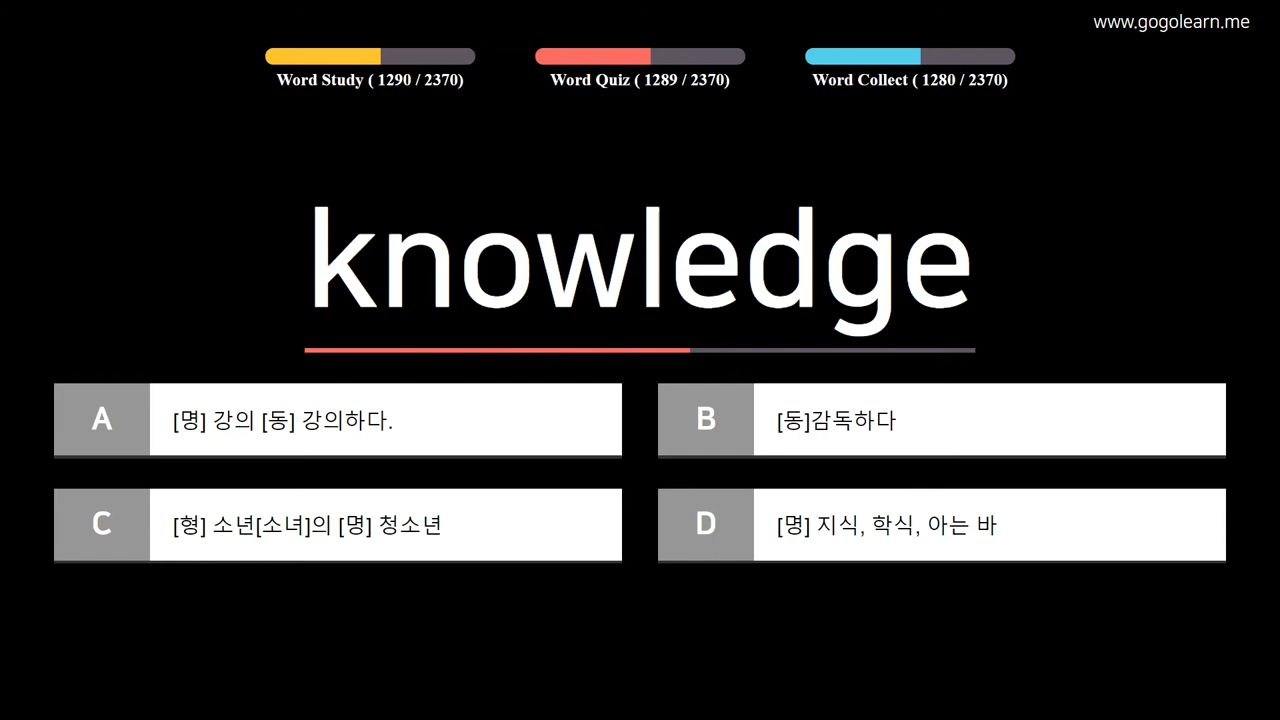 www.gogolearn.me
Word Study ( 1290 / 2370)
Word Quiz ( 1289 / 2370)
Word Collect ( 1280 / 2370)
knowledge
A [명] 강의 [동] 강의하다.
B [동]감독하다
C [형] 소년[소녀]의 [명] 청소년
D [명] 지식, 학식, 아는 바